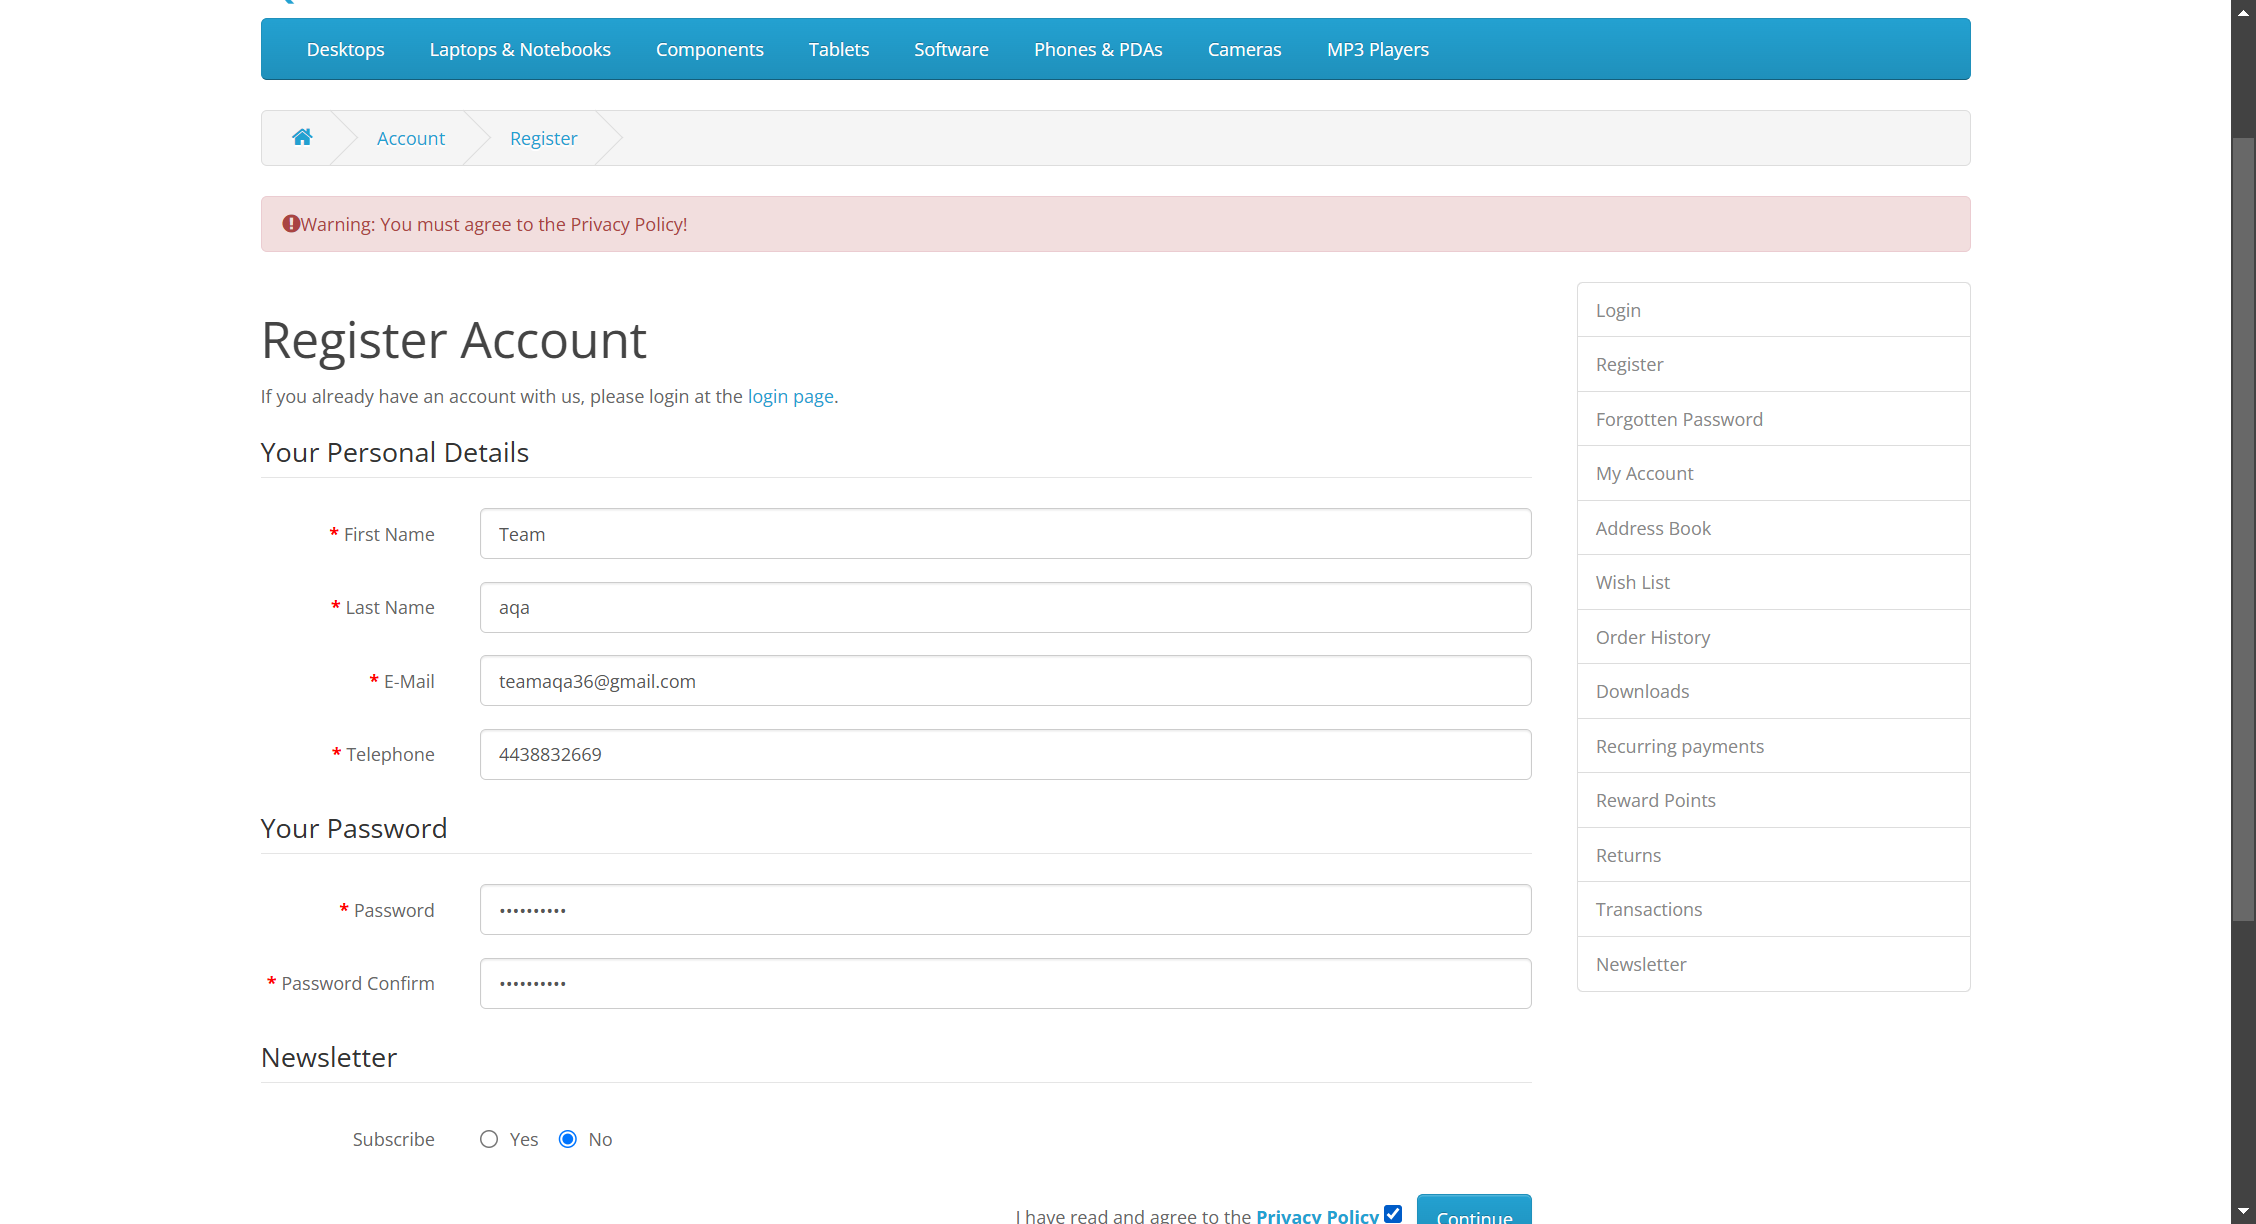 Desktops Laptops & Notebooks Components Tablets Software Phones & PDAs Cameras MP3 Players
Account Register
Warning: You must agree to the Privacy Policy!
Register Account
If you already have an account with us, please login at the login page.
Your Personal Details
* First Name Team
* Last Name aqa
* E-Mail teamaqa36@gmail.com
* Telephone 4438832669
Your Password
* Password ••••••••••
* Password Confirm ••••••••••
Newsletter
Subscribe Yes No
I have read and agree to the Privacy Policy Continue
Login
Register
Forgotten Password
My Account
Address Book
Wish List
Order History
Downloads
Recurring payments
Reward Points
Returns
Transactions
Newsletter